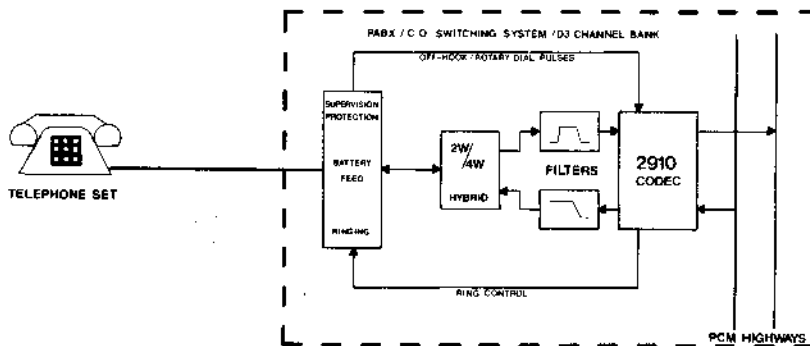 PABX / C O SWITCHING SYSTEM / D3 CHANNEL BANK
OFF-HOOK / ROTARY DIAL PULSES
SUPERVISION
PROTECTION
BATTERY
FEED
RINGING
2W/
4W
HYBRID
FILTERS
2910
CODEC
TELEPHONE SET
RING CONTROL
PCM HIGHWAYS